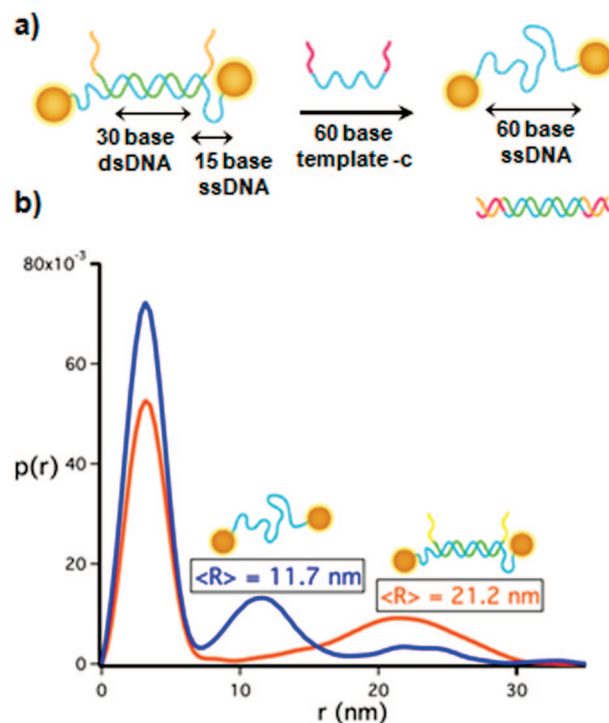 a)
30 base
dsDNA
15 base
ssDNA
60 base
template -c
60 base
ssDNA
b)
80x10⁻³
60
40
20
0
p(r)
<R> = 11.7 nm
<R> = 21.2 nm
0
10
20
30
r (nm)